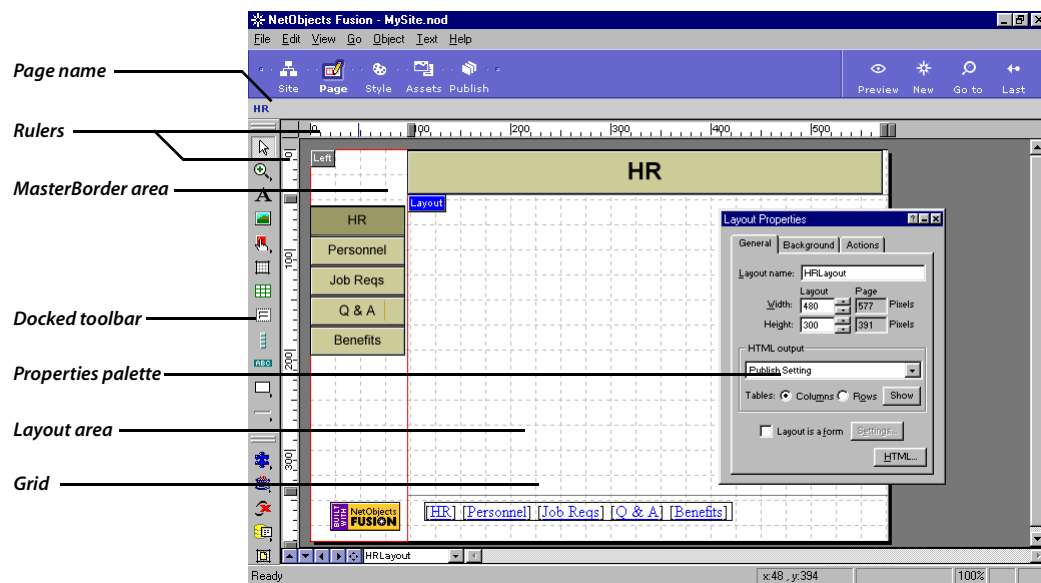 NetObjects Fusion - MySite.nod
File Edit View Go Object Text Help
Site Page Style Assets Publish Preview New Go to Last
Page name
HR
Rulers
0 100 200 300 400 500
0
Left
HR
MasterBorder area
Layout
HR
Personnel
Job Reqs
Q & A
Benefits
100
200
300
Layout Properties
General Background Actions
Layout name: HRLayout
Layout Page
Width: 480 577 Pixels
Height: 300 391 Pixels
HTML output
Publish Setting
Tables: Columns Rows Show
Layout is a form Settings...
HTML...
Docked toolbar
A
ABC
Properties palette
Layout area
Grid
BUILT WITH NetObjects FUSION
[HR] [Personnel] [Job Reqs] [Q & A] [Benefits]
HRLayout
Ready x:48 , y:394 100%